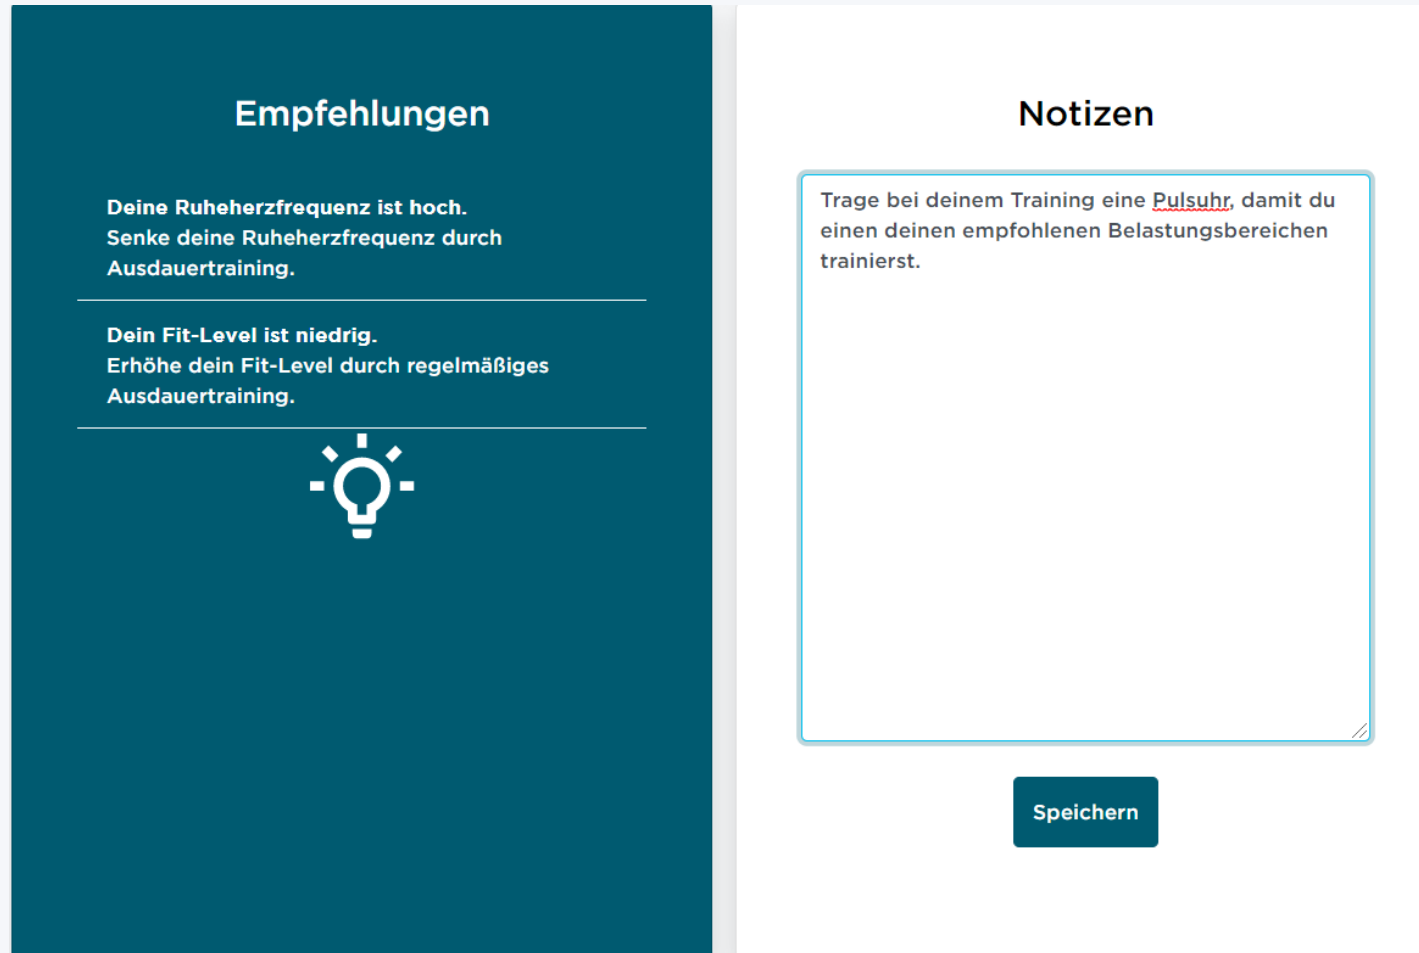 Empfehlungen
Deine Ruheherzfrequenz ist hoch.
Senke deine Ruheherzfrequenz durch
Ausdauertraining.
Dein Fit-Level ist niedrig.
Erhöhe dein Fit-Level durch regelmäßiges
Ausdauertraining.
Notizen
Trage bei deinem Training eine Pulsuhr, damit du
einen deinen empfohlenen Belastungsbereichen
trainierst.
Speichern